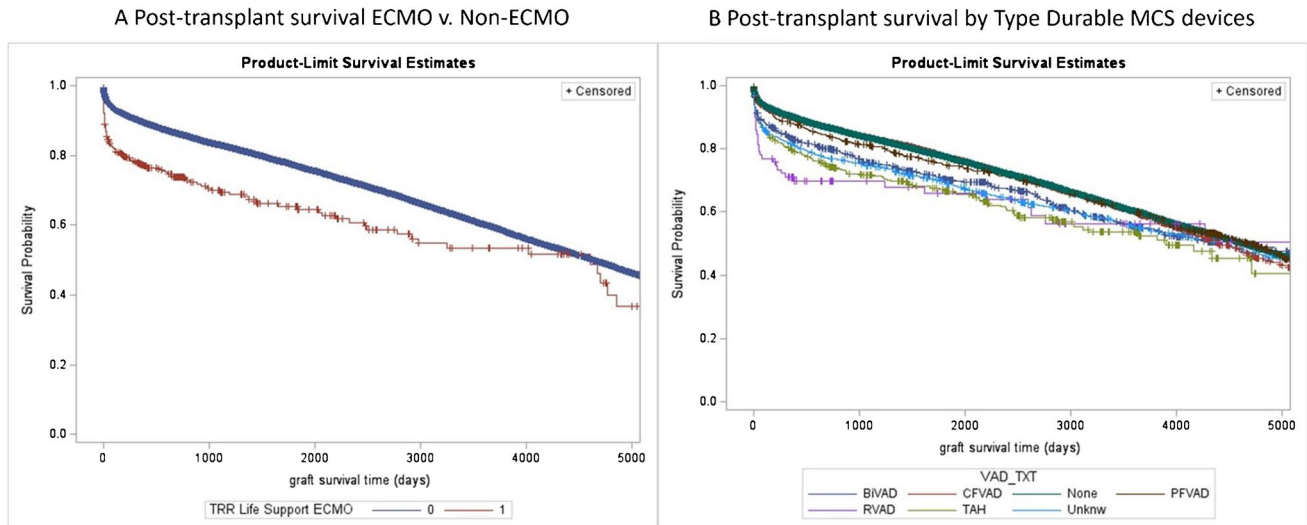 A Post-transplant survival ECMO v. Non-ECMO
Product-Limit Survival Estimates
+ Censored
1.0
0.8
0.6
0.4
0.2
0.0
Survival Probability
0
1000
2000
3000
4000
5000
graft survival time (days)
TRR Life Support ECMO
0
1
B Post-transplant survival by Type Durable MCS devices
Product-Limit Survival Estimates
+ Censored
1.0
0.8
0.6
0.4
0.2
0.0
Survival Probability
0
1000
2000
3000
4000
5000
graft survival time (days)
VAD_TXT
BiVAD
CFVAD
None
PFVAD
RVAD
TAH
Unknw